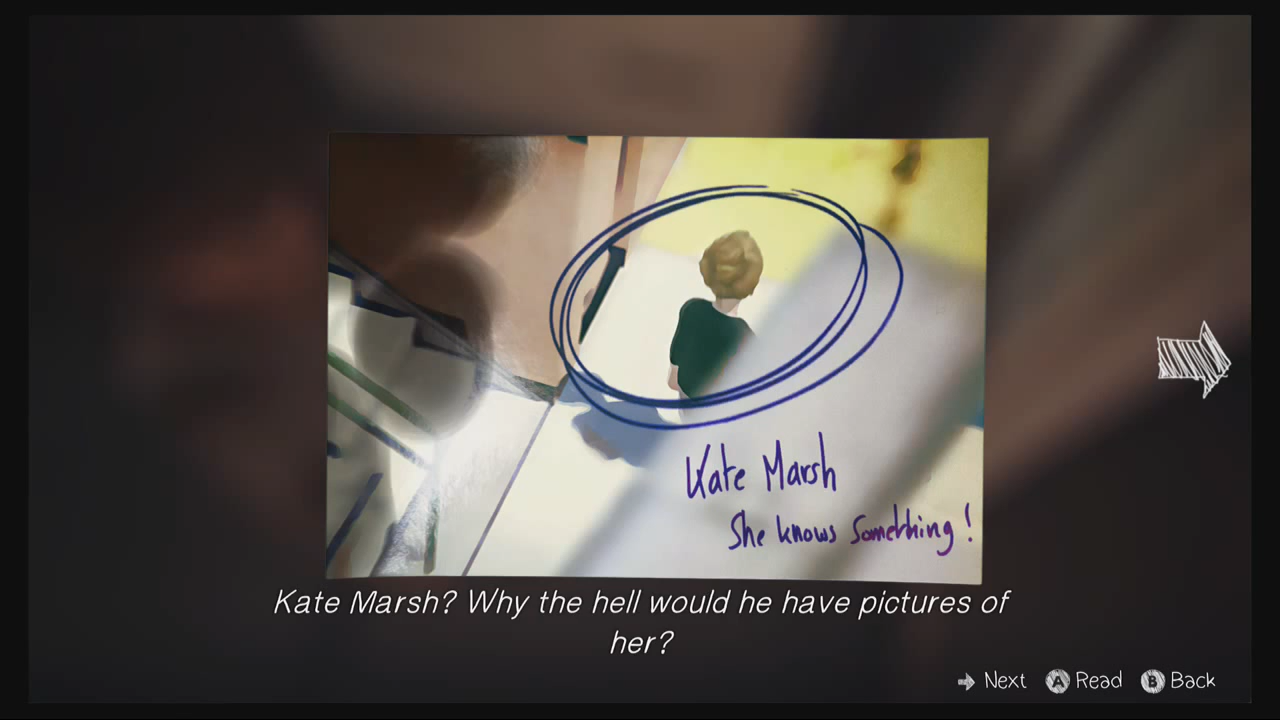 Kate Marsh
She knows something!
Kate Marsh? Why the hell would he have pictures of
her?
Next A Read B Back